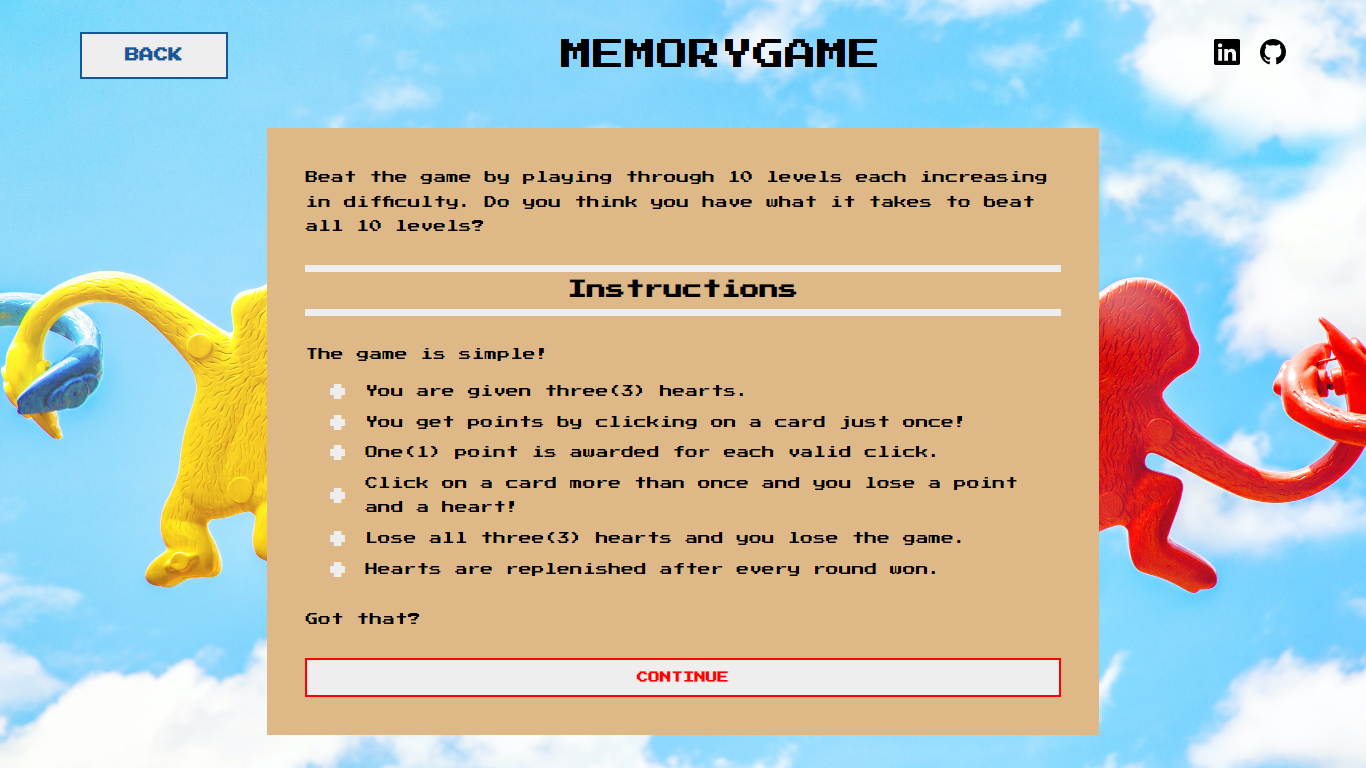 BACK
MEMORYGAME
in
Beat the game by playing through 10 levels each increasing
in difficulty. Do you think you have what it takes to beat
all 10 levels?
Instructions
The game is simple!
You are given three(3) hearts.
You get points by clicking on a card just once!
One(1) point is awarded for each valid click.
Click on a card more than once and you lose a point
and a heart!
Lose all three(3) hearts and you lose the game.
Hearts are replenished after every round won.
Got that?
CONTINUE